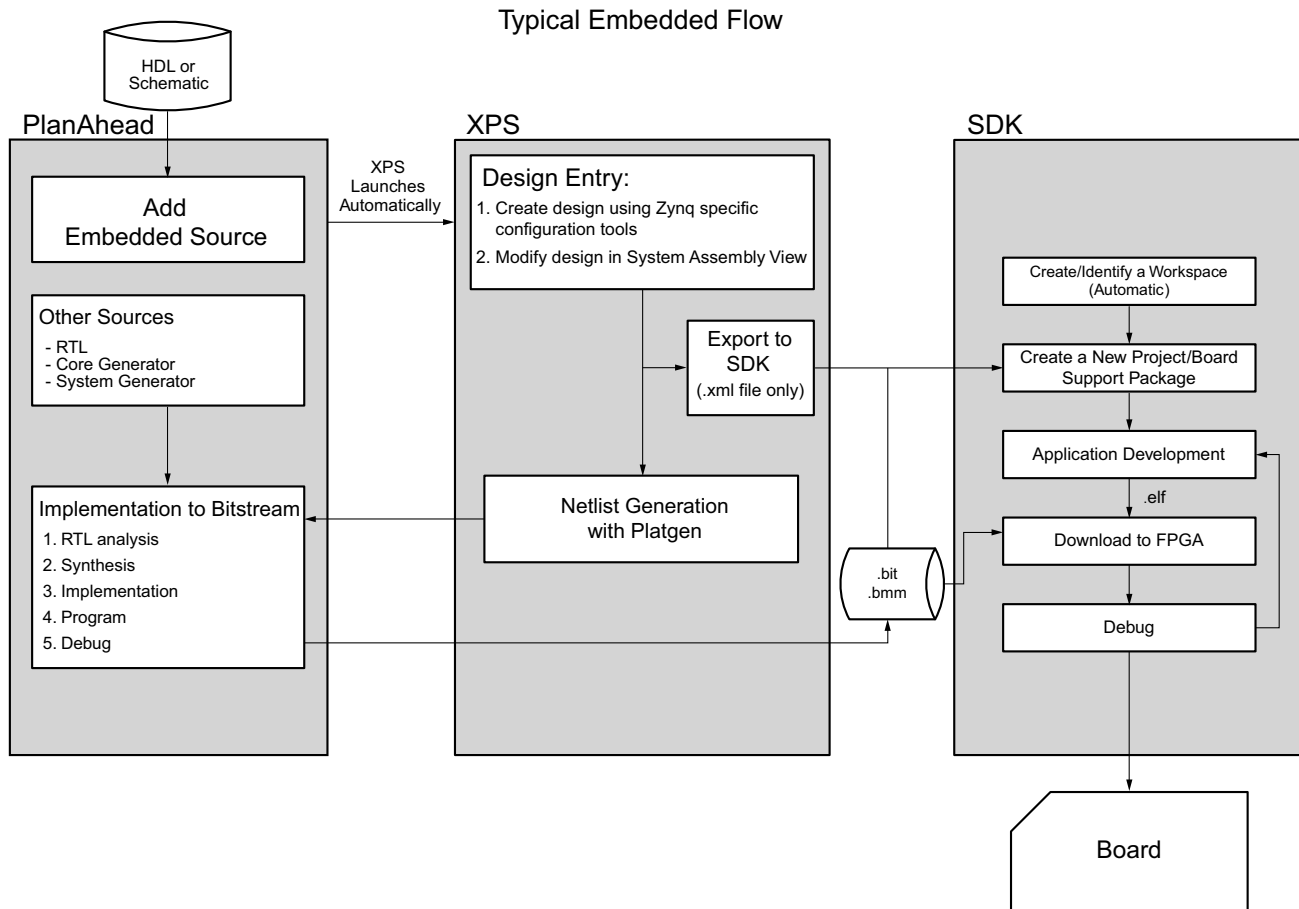 Typical Embedded Flow
HDL or
Schematic
PlanAhead
Add
Embedded Source
Other Sources
- RTL
- Core Generator
- System Generator
Implementation to Bitstream
1. RTL analysis
2. Synthesis
3. Implementation
4. Program
5. Debug
XPS
Launches
Automatically
XPS
Design Entry:
1. Create design using Zynq specific
configuration tools
2. Modify design in System Assembly View
Export to
SDK
(.xml file only)
Netlist Generation
with Platgen
.bit
.bmm
SDK
Create/Identify a Workspace
(Automatic)
Create a New Project/Board
Support Package
Application Development
.elf
Download to FPGA
Debug
Board